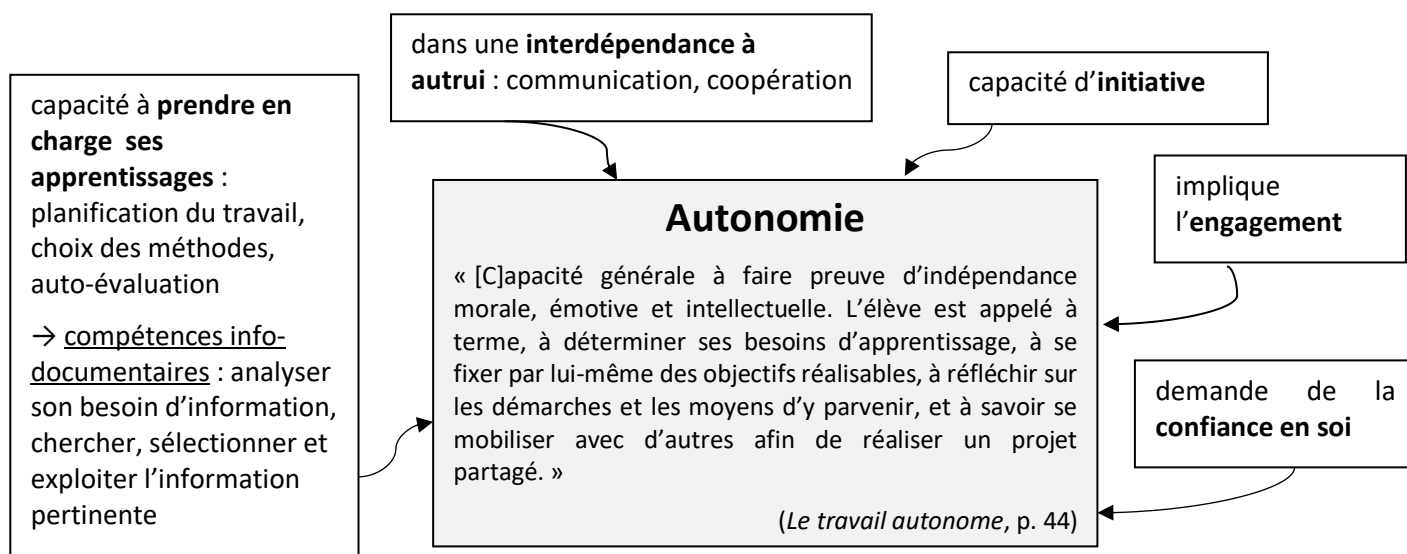 dans une interdépendance à
autrui : communication, coopération
capacité d’initiative
capacité à prendre en
charge ses
apprentissages :
planification du travail,
choix des méthodes,
auto-évaluation
→ compétences info-
documentaires : analyser
son besoin d’information,
chercher, sélectionner et
exploiter l’information
pertinente
implique
l’engagement
Autonomie
« [C]apacité générale à faire preuve d’indépendance
morale, émotive et intellectuelle. L’élève est appelé à
terme, à déterminer ses besoins d’apprentissage, à se
fixer par lui-même des objectifs réalisables, à réfléchir sur
les démarches et les moyens d’y parvenir, et à savoir se
mobiliser avec d’autres afin de réaliser un projet
partagé. »
(Le travail autonome, p. 44)
demande de la
confiance en soi